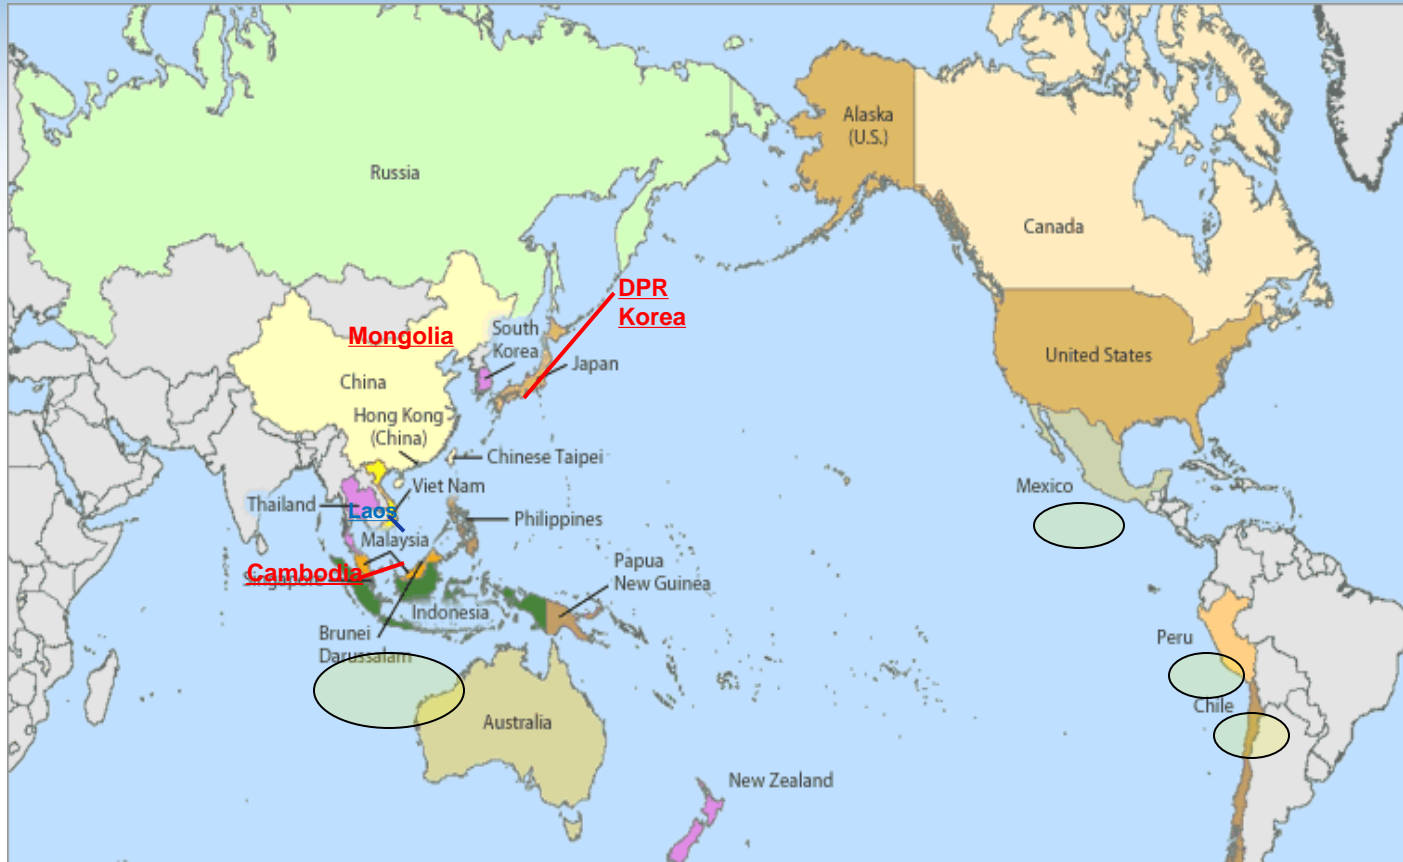 Alaska
(U.S.)
Russia
Canada
DPR
Korea
South
Korea
Mongolia
United States
Japan
China
Hong Kong
(China)
Chinese Taipei
Viet Nam
Mexico
Thailand
Laos
Philippines
Malaysia
Papua
New Guinea
Cambodia
Singapore
Indonesia
Brunei
Darussalam
Peru
Chile
Australia
New Zealand